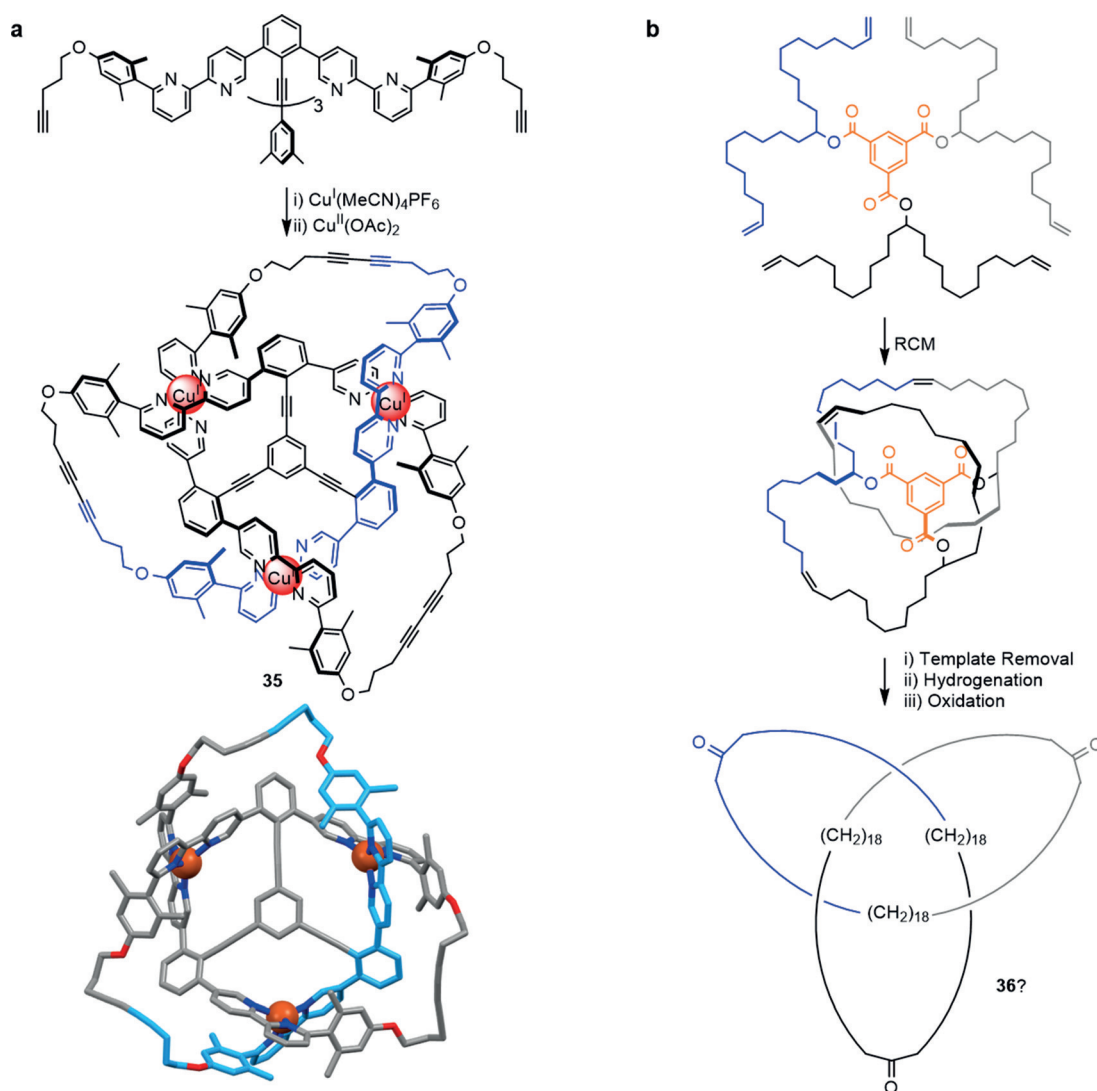 a
O
O
N
N
N
N
3
i) Cu^I(MeCN)4PF6
ii) Cu^II(OAc)2
O
O
N
N
N
N
Cu^I
Cu^I
O
N
N
O
N
N
Cu^I
N
N
O
O
35
b
O
O
O
O
O
O
RCM
O
O
O
O
O
O
i) Template Removal
ii) Hydrogenation
iii) Oxidation
O
O
(CH2)18
(CH2)18
(CH2)18
36?
O